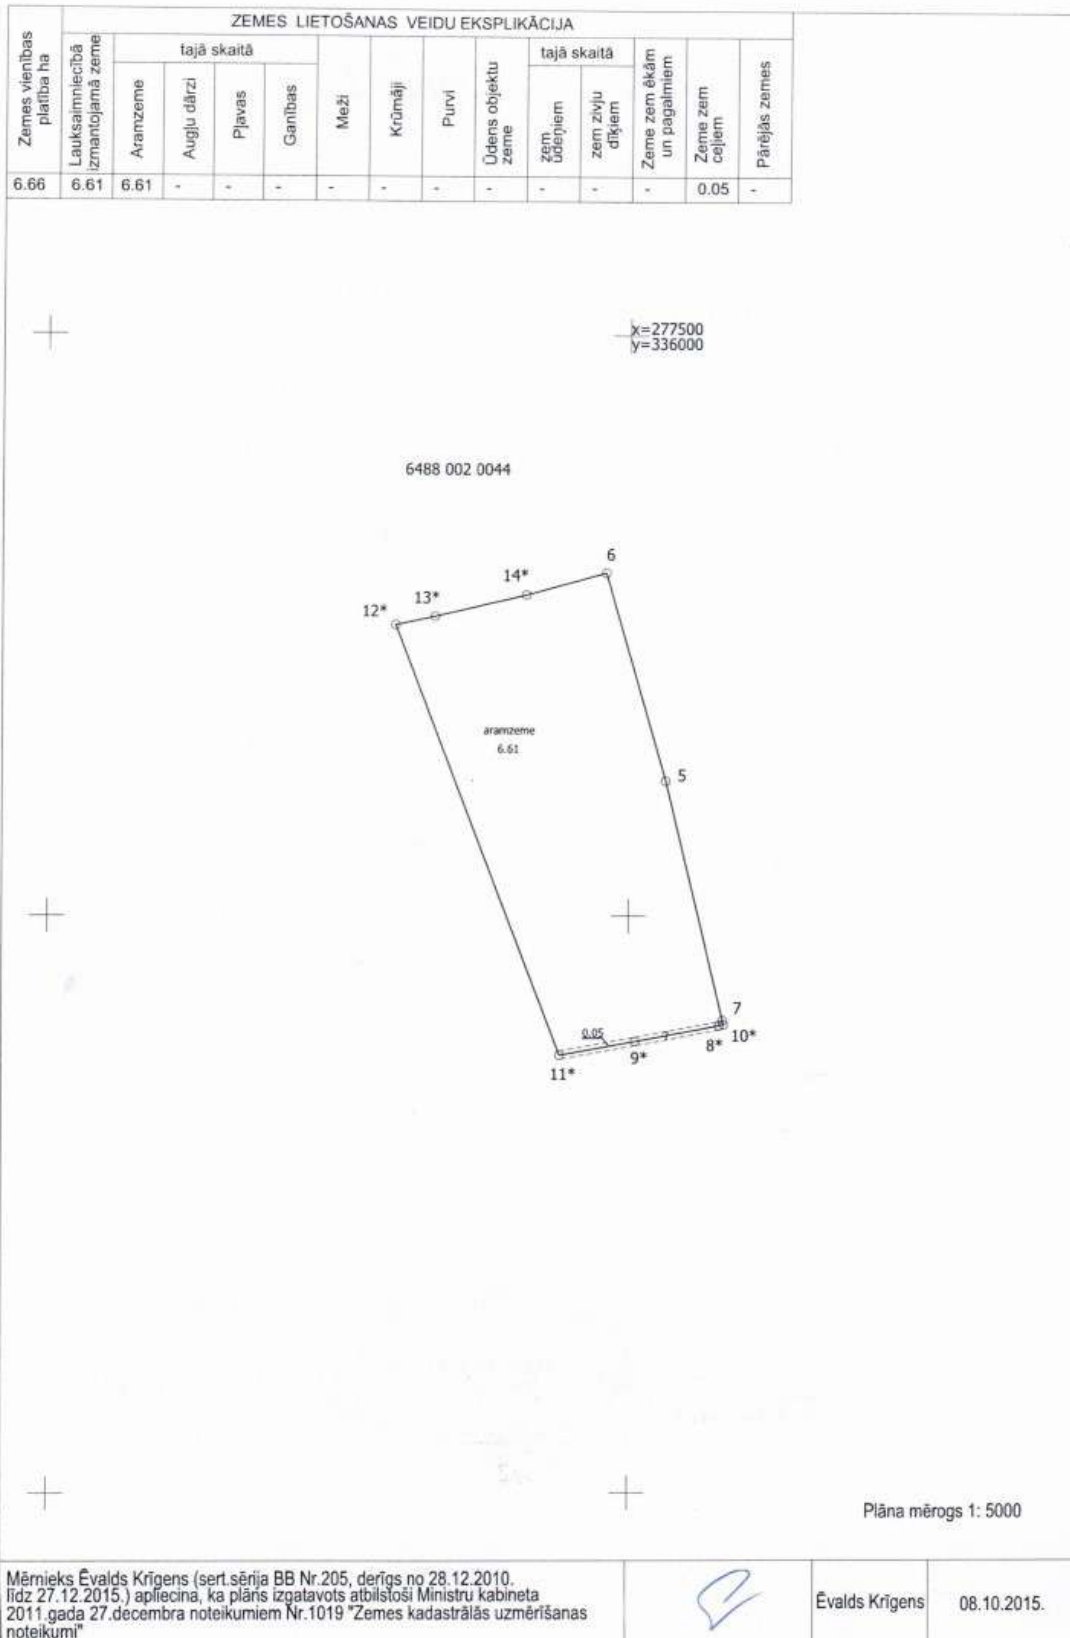 ZEMES LIETOŠANAS VEIDU EKSPLIKĀCIJA
Zemes vienības
platība ha
Lauksaimniecībā
izmantojamā zeme
tajā skaitā
Aramzeme
Augļu dārzi
Pļavas
Ganības
Meži
Krūmāji
Purvi
Ūdens objektu
zeme
tajā skaitā
zem
ūdeņiem
zem zivju
dīķiem
Zeme zem ēkām
un pagalmiem
Zeme zem
ceļiem
Pārējās zemes
6.66 6.61 6.61 - - - - - - - - - - 0.05 -
x=277500
y=336000
6488 002 0044
6
14*
13*
12*
aramzeme
6.61
5
7
0.05
10*
8*
9*
11*
Plāna mērogs 1: 5000
Mērnieks Ēvalds Krīgens (sert.sērija BB Nr.205, derīgs no 28.12.2010.
līdz 27.12.2015.) apliecina, ka plāns izgatavots atbilstoši Ministru kabineta
2011.gada 27.decembra noteikumiem Nr.1019 "Zemes kadastrālās uzmērīšanas
noteikumi"
Ēvalds Krīgens
08.10.2015.